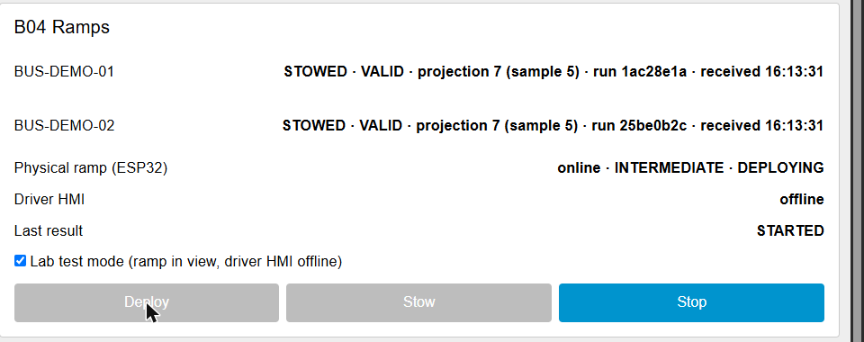 B04 Ramps
BUS-DEMO-01 STOWED · VALID · projection 7 (sample 5) · run 1ac28e1a · received 16:13:31
BUS-DEMO-02 STOWED · VALID · projection 7 (sample 5) · run 25be0b2c · received 16:13:31
Physical ramp (ESP32) online · INTERMEDIATE · DEPLOYING
Driver HMI offline
Last result STARTED
Lab test mode (ramp in view, driver HMI offline)
Deploy Stow Stop